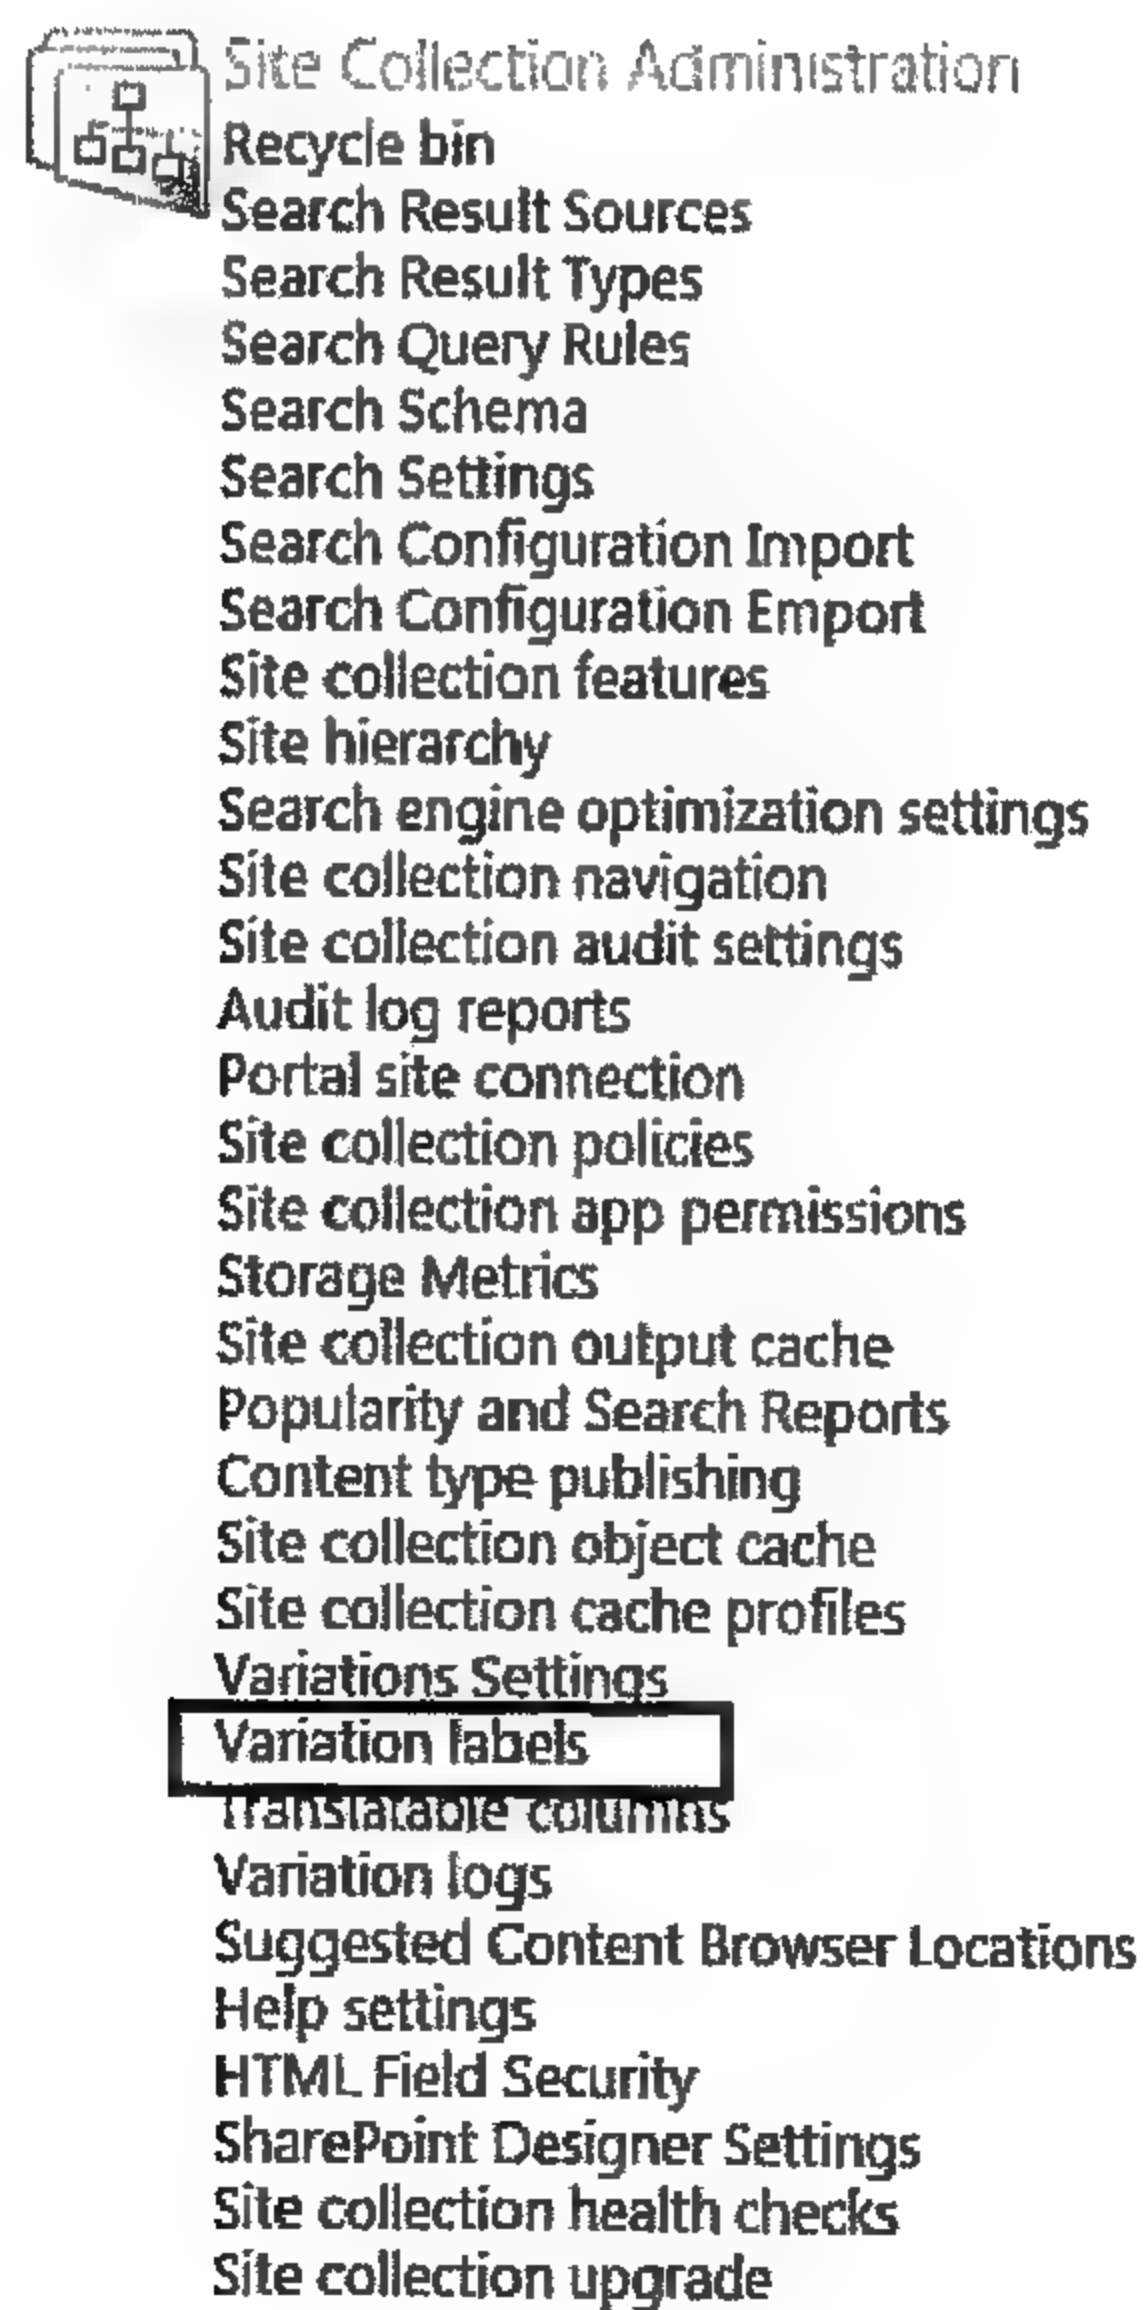 Site Collection Administration
Recycle bin
Search Result Sources
Search Result Types
Search Query Rules
Search Schema
Search Settings
Search Configuration Import
Search Configuration Emport
Site collection features
Site hierarchy
Search engine optimization settings
Site collection navigation
Site collection audit settings
Audit log reports
Portal site connection
Site collection policies
Site collection app permissions
Storage Metrics
Site collection output cache
Popularity and Search Reports
Content type publishing
Site collection object cache
Site collection cache profiles
Variations Settings
Variation labels
Translatable columns
Variation logs
Suggested Content Browser Locations
Help settings
HTML Field Security
SharePoint Designer Settings
Site collection health checks
Site collection upgrade